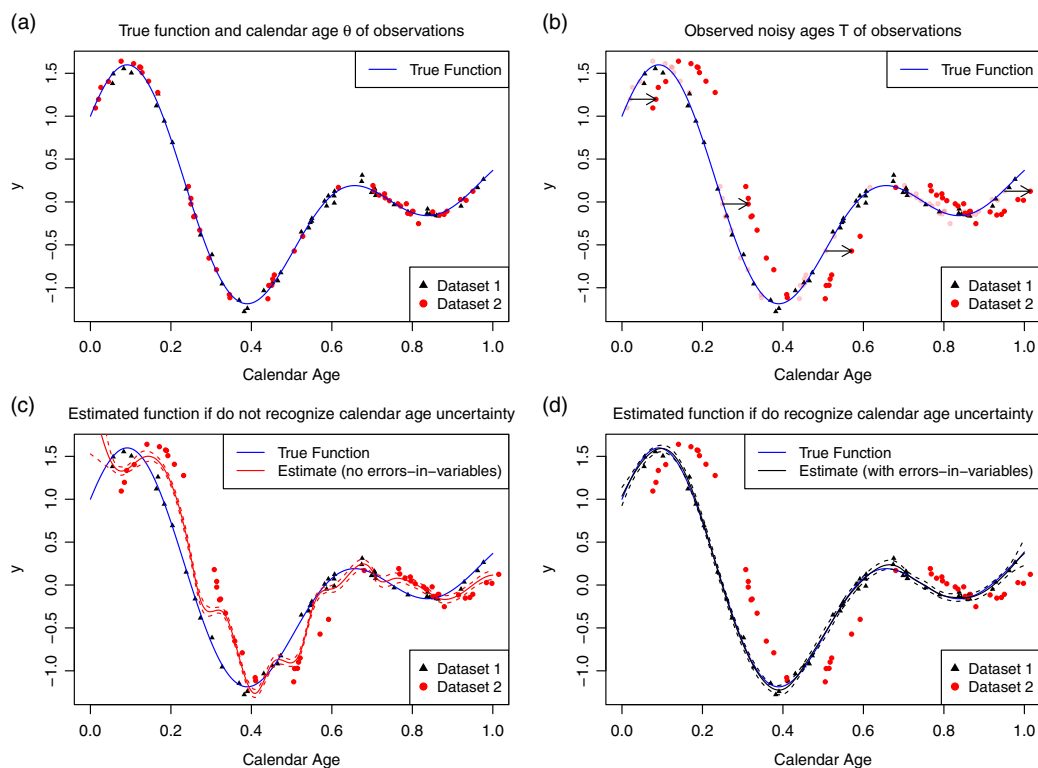 (a)
True function and calendar age θ of observations
True Function
y
1.5
1.0
0.5
0.0
−0.5
−1.0
Dataset 1
Dataset 2
0.0 0.2 0.4 0.6 0.8 1.0
Calendar Age
(b)
Observed noisy ages T of observations
True Function
y
1.5
1.0
0.5
0.0
−0.5
−1.0
Dataset 1
Dataset 2
0.0 0.2 0.4 0.6 0.8 1.0
Calendar Age
(c)
Estimated function if do not recognize calendar age uncertainty
True Function
Estimate (no errors-in-variables)
y
1.5
1.0
0.5
0.0
−0.5
−1.0
Dataset 1
Dataset 2
0.0 0.2 0.4 0.6 0.8 1.0
Calendar Age
(d)
Estimated function if do recognize calendar age uncertainty
True Function
Estimate (with errors-in-variables)
y
1.5
1.0
0.5
0.0
−0.5
−1.0
Dataset 1
Dataset 2
0.0 0.2 0.4 0.6 0.8 1.0
Calendar Age